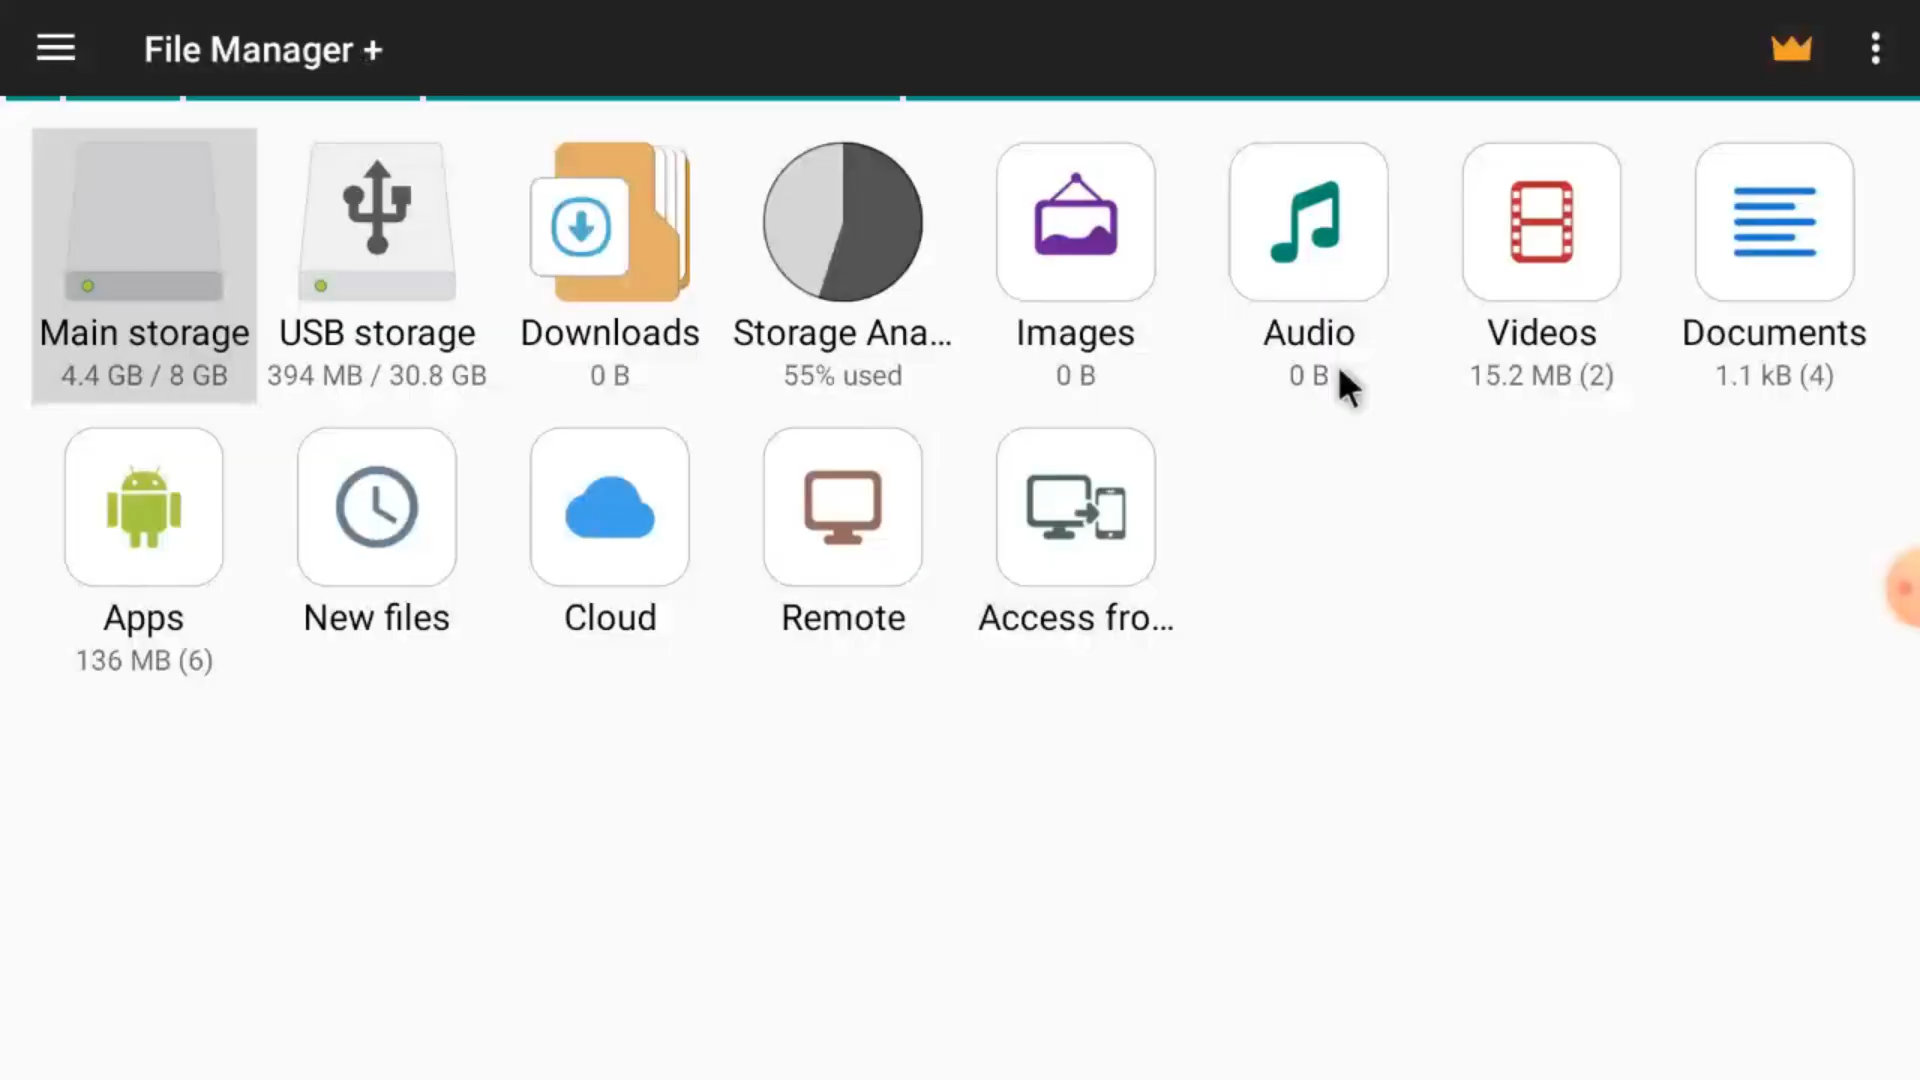 File Manager +
Main storage
4.4 GB / 8 GB
USB storage
394 MB / 30.8 GB
Downloads
0 B
Storage Ana...
55% used
Images
0 B
Audio
0 B
Videos
15.2 MB (2)
Documents
1.1 kB (4)
Apps
136 MB (6)
New files
Cloud
Remote
Access fro...